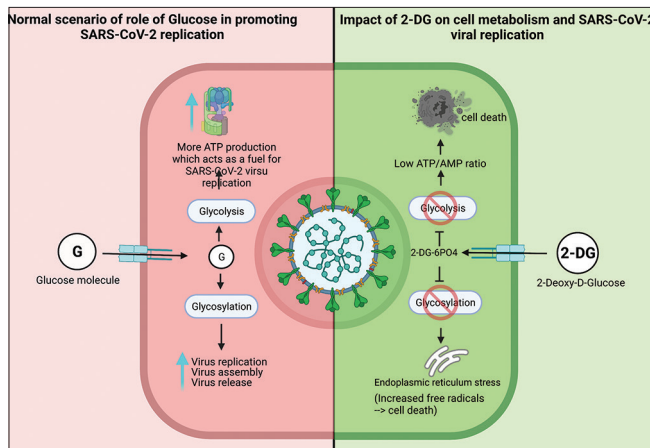 Normal scenario of role of Glucose in promoting
SARS-CoV-2 replication
More ATP production
which acts as a fuel for
SARS-CoV-2 virsu
repllcation
Glycolysis
G
Glucose molecule
G
Glycosylation
Virus replication
Virus assembly
Virus release
Impact of 2-DG on cell metabolism and SARS-CoV-2
viral replication
cell death
Low ATP/AMP ratio
Glycolysis
2-DG-6PO4
2-DG
2-Deoxy-D-Glucose
Glycosylation
Endoplasmic reticulum stress
(Increased free radicals
--> cell death)